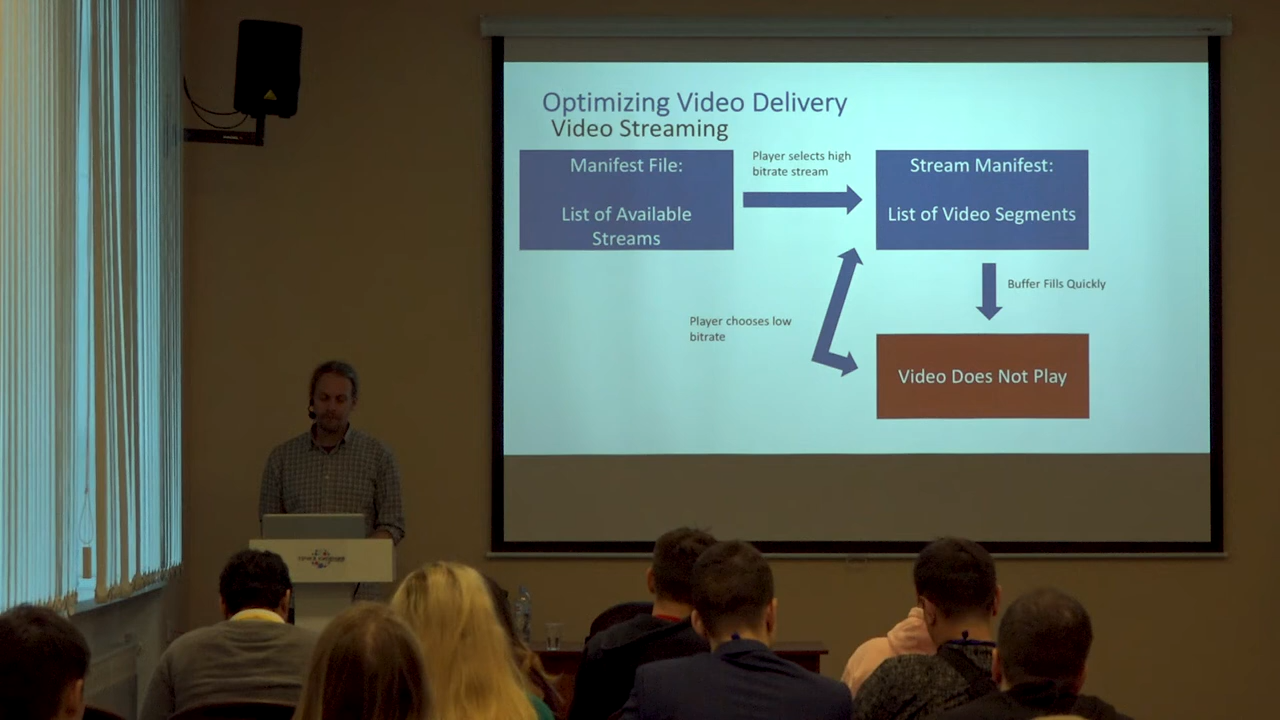 Optimizing Video Delivery
Video Streaming
Manifest File:
List of Available
Streams
Player selects high
bitrate stream
Stream Manifest:
List of Video Segments
Buffer Fills Quickly
Player chooses low
bitrate
Video Does Not Play